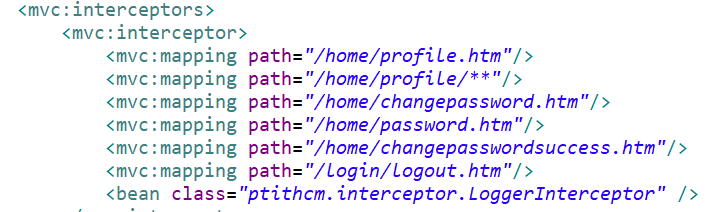 <mvc:interceptors>
<mvc:interceptor>
<mvc:mapping path="/home/profile.htm"/>
<mvc:mapping path="/home/profile/**"/>
<mvc:mapping path="/home/changepassword.htm"/>
<mvc:mapping path="/home/password.htm"/>
<mvc:mapping path="/home/changepasswordsuccess.htm"/>
<mvc:mapping path="/login/logout.htm"/>
<bean class="ptithcm.interceptor.LoggerInterceptor" />